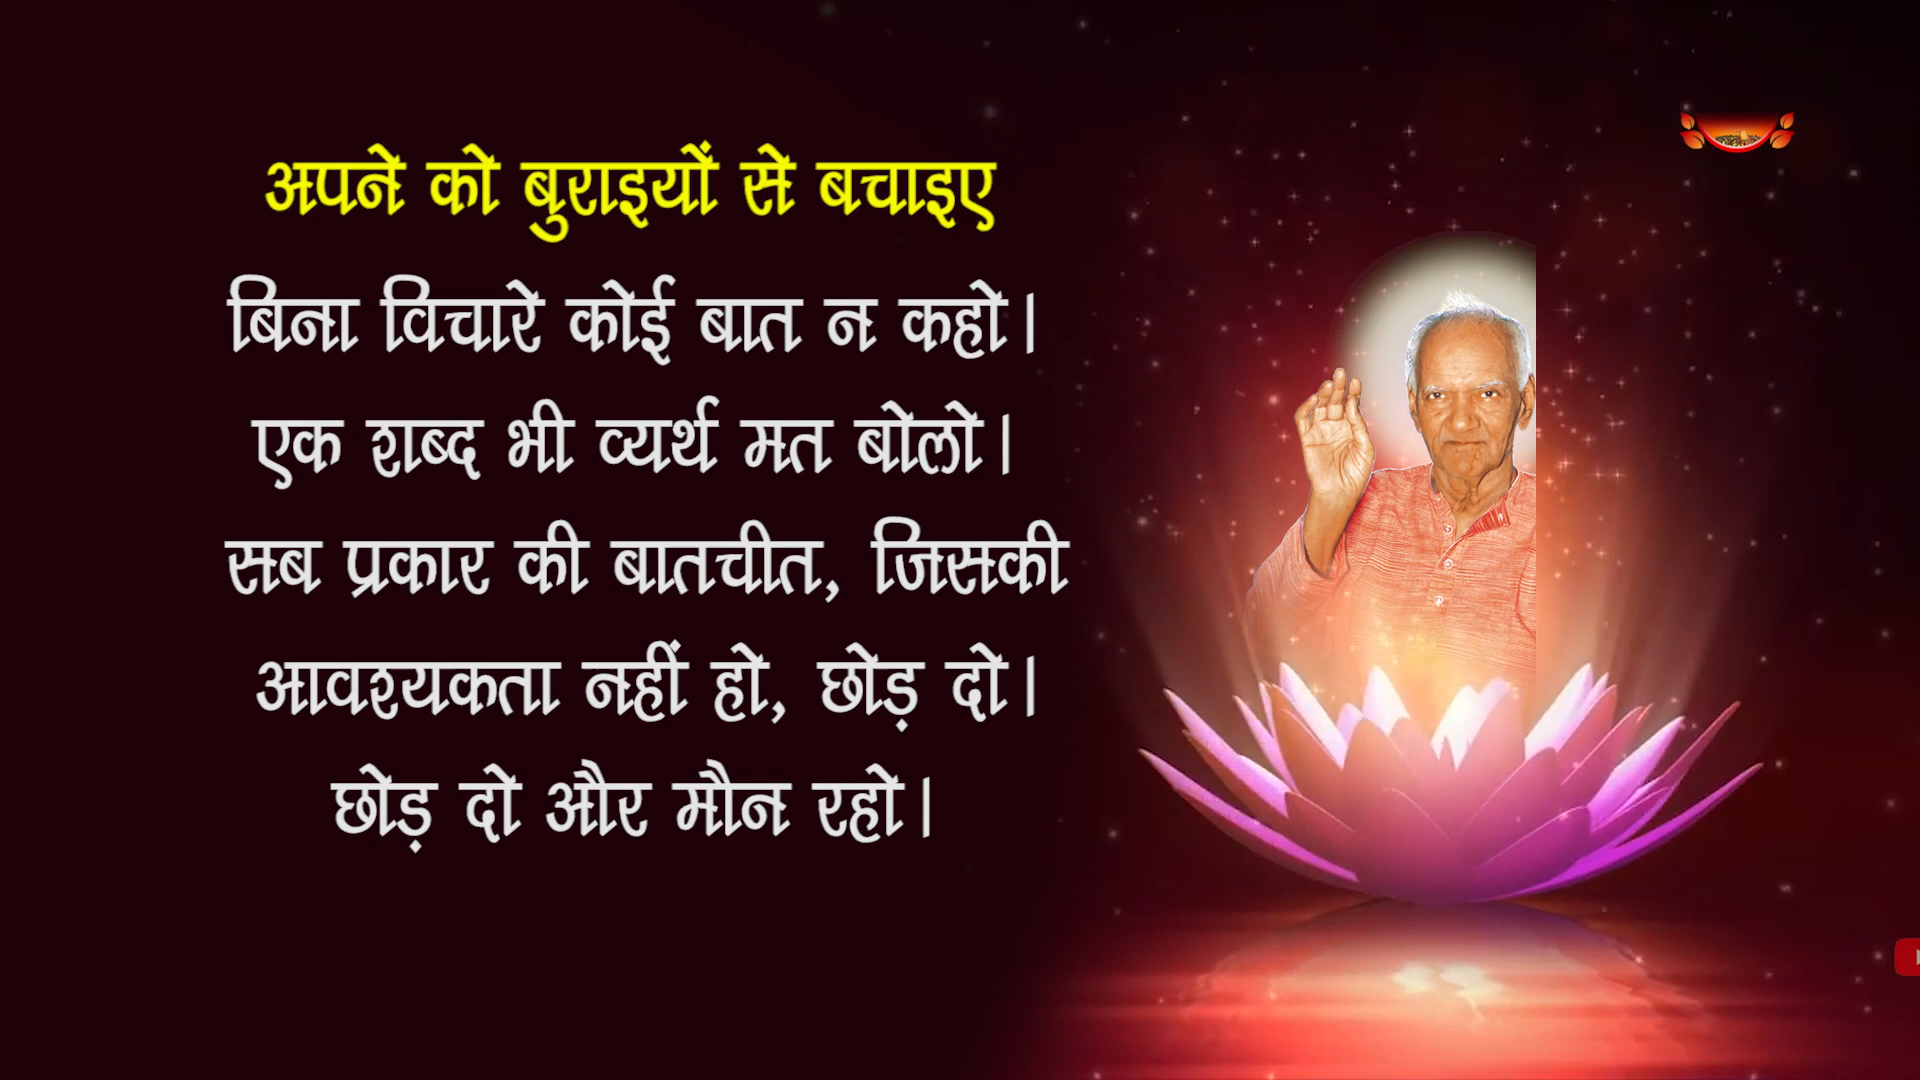 अपने को बुराइयों से बचाइए
बिना विचारे कोई बात न कहो।
एक शब्द भी व्यर्थ मत बोलो।
सब प्रकार की बातचीत, जिसकी
आवश्यकता नहीं हो, छोड़ दो।
छोड़ दो और मौन रहो।